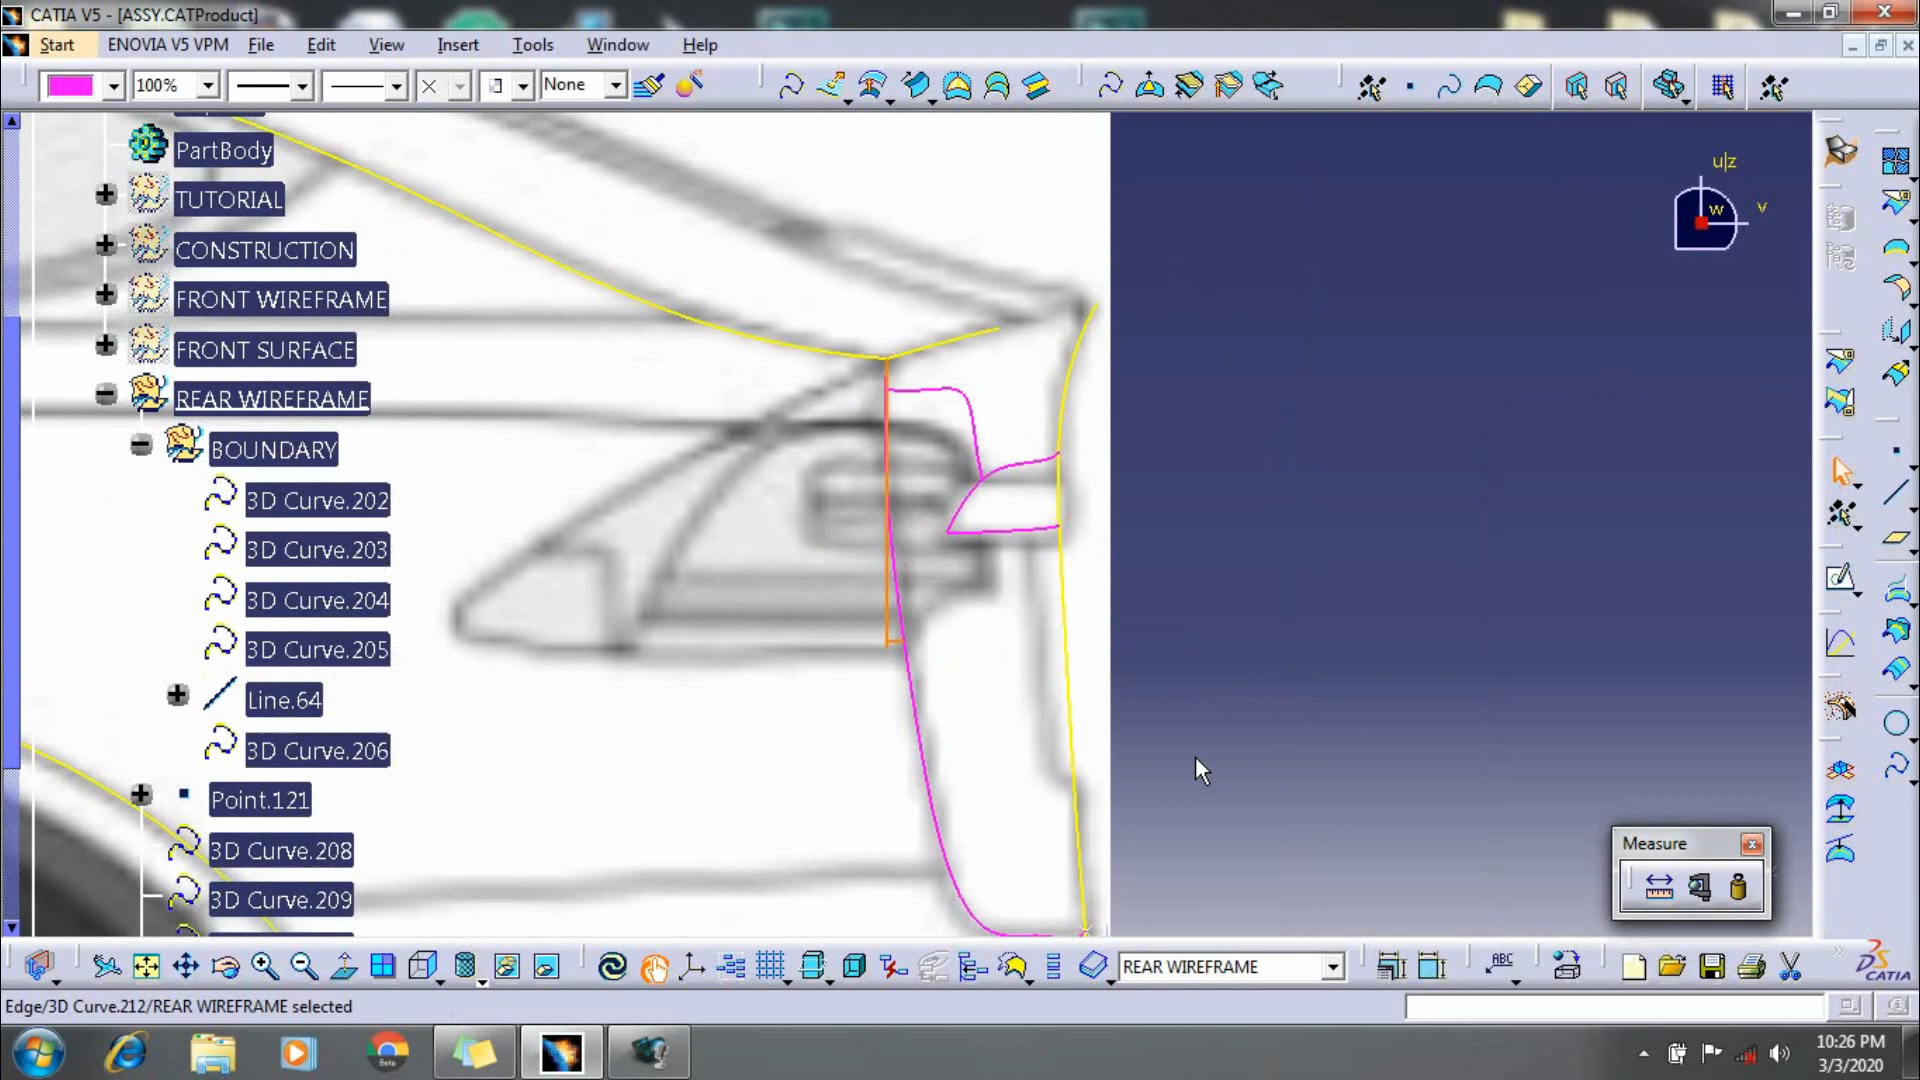 CATIA V5 - [ASSY.CATProduct]
Start ENOVIA V5 VPM File Edit View Insert Tools Window Help
100% None
PartBody
TUTORIAL
CONSTRUCTION
FRONT WIREFRAME
FRONT SURFACE
REAR WIREFRAME
BOUNDARY
3D Curve.202
3D Curve.203
3D Curve.204
3D Curve.205
Line.64
3D Curve.206
Point.121
3D Curve.208
3D Curve.209
u|z
w v
Measure
REAR WIREFRAME
ABC
CATIA
Edge/3D Curve.212/REAR WIREFRAME selected
Beta
10:26 PM
3/3/2020